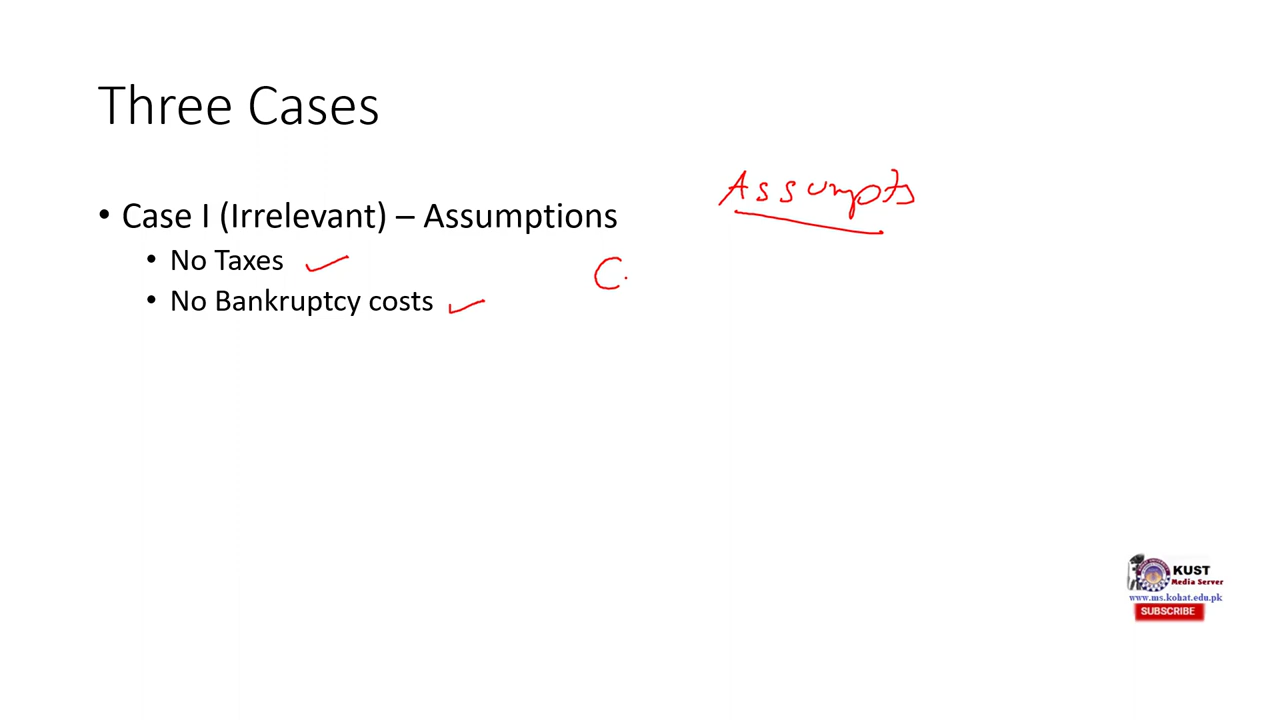 Three Cases
Assumpts
• Case I (Irrelevant) – Assumptions
• No Taxes
C.
• No Bankruptcy costs
KUST
Media Server
www.ms.kohat.edu.pk
SUBSCRIBE